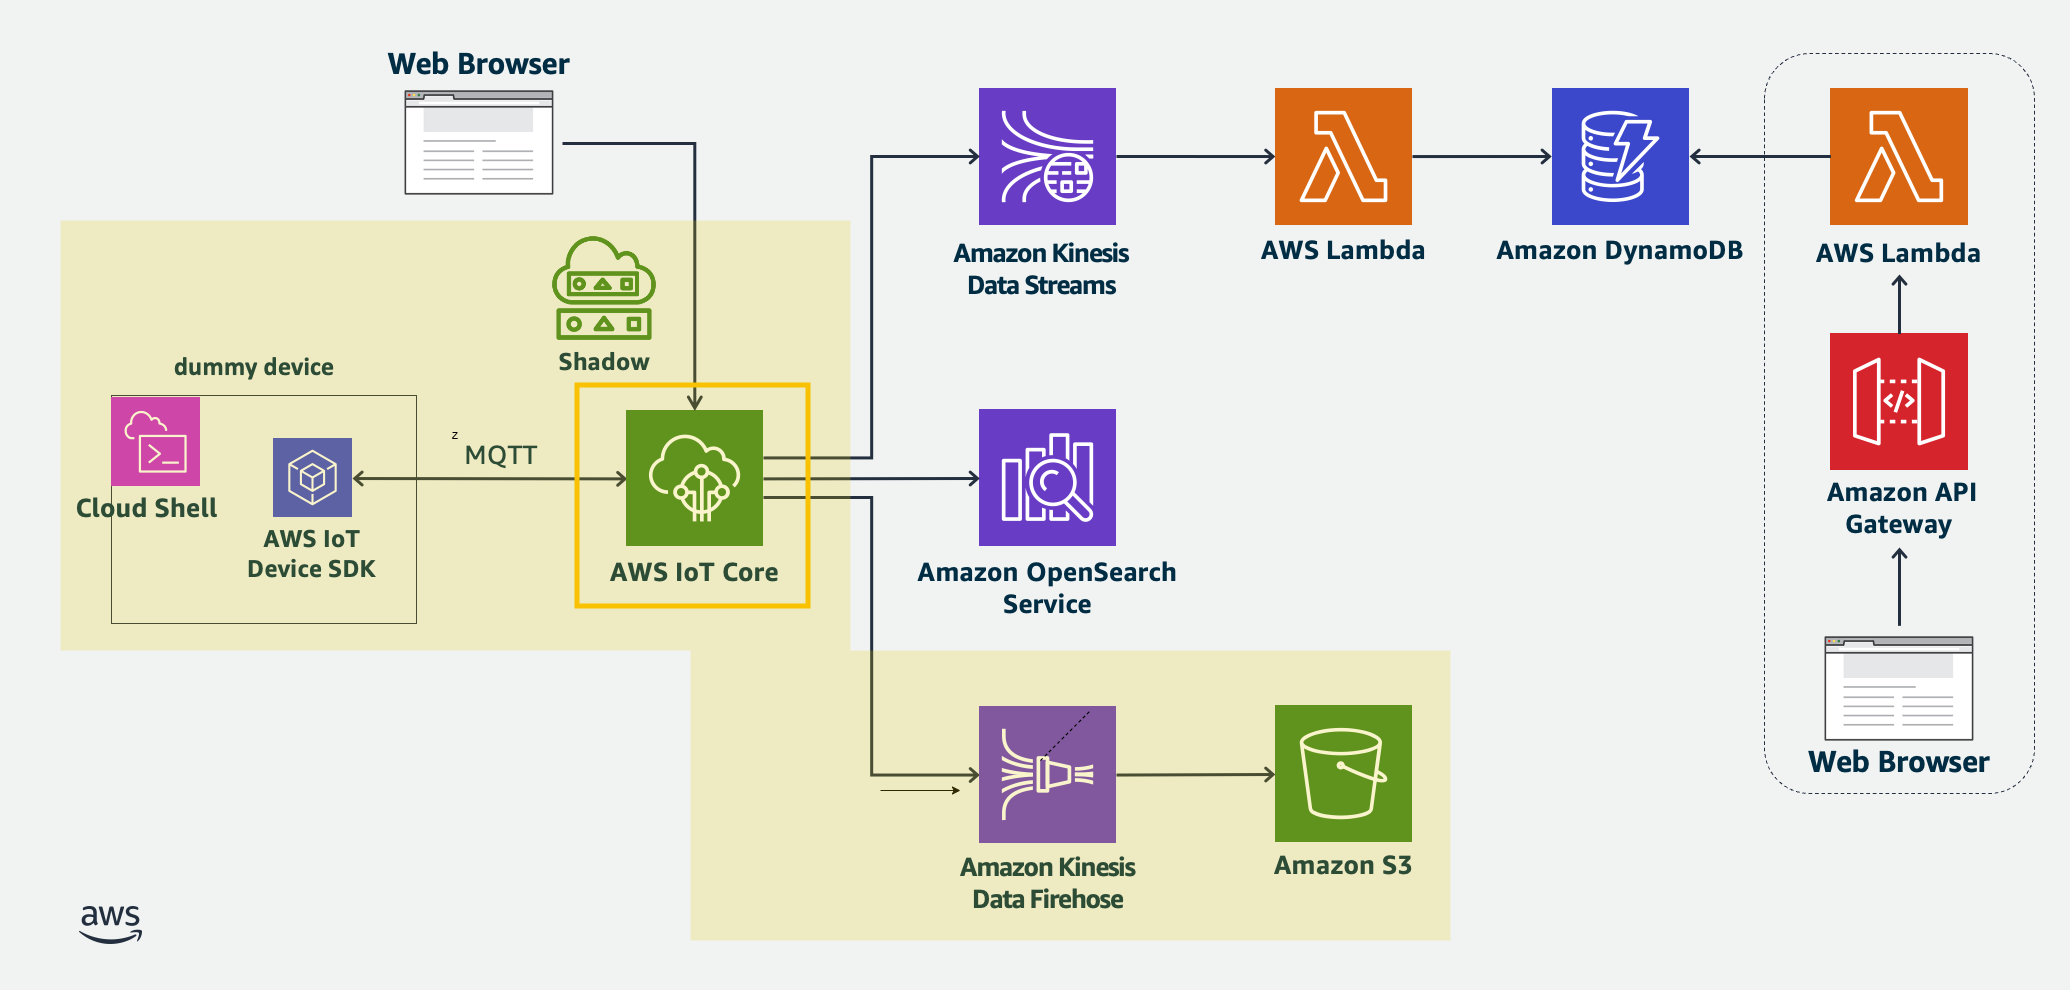 Web Browser
Shadow
dummy device
Cloud Shell
AWS IoT
Device SDK
z
MQTT
AWS IoT Core
Amazon Kinesis
Data Streams
AWS Lambda
Amazon DynamoDB
AWS Lambda
Amazon OpenSearch
Service
Amazon API
Gateway
Web Browser
Amazon Kinesis
Data Firehose
Amazon S3
aws